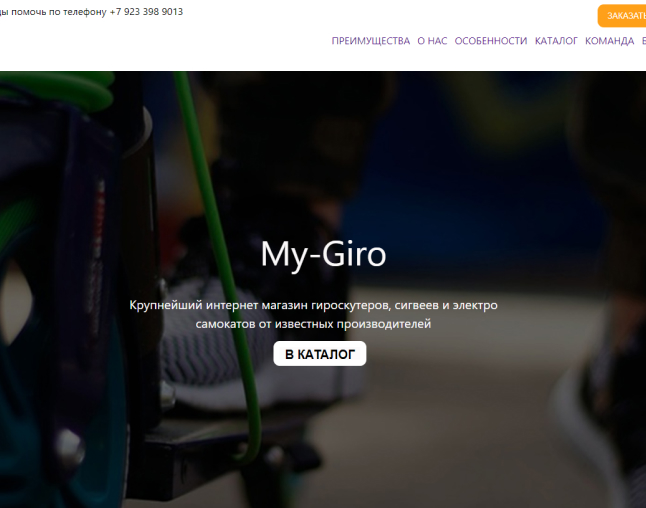 помочь по телефону +7 923 398 9013
ЗАКАЗАТЬ
ПРЕИМУЩЕСТВА О НАС ОСОБЕННОСТИ КАТАЛОГ КОМАНДА
My-Giro
Крупнейший интернет магазин гироскутеров, сигвеев и электро
самокатов от известных производителей
В КАТАЛОГ